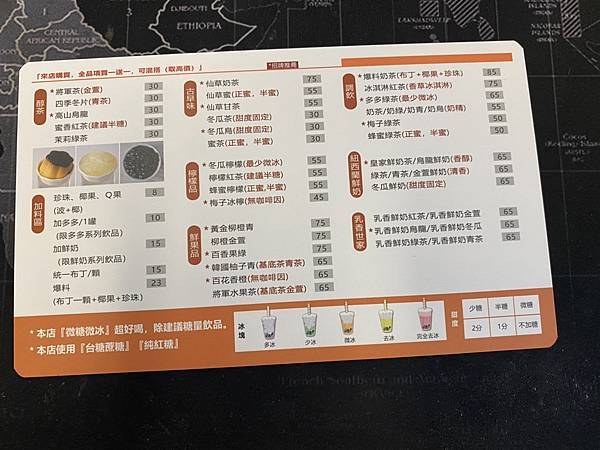 CENTRAL
AFRICAN REPUBLIC
ETHIOPIA
『來店購買，全品項買一送一，可混搭（取高價）』
*招牌推薦
醇茶
*將軍茶(金萱) 30
四季冬片(青茶) 30
*高山烏龍 30
蜜香紅茶(建議半糖) 30
茉莉綠茶 30
加料區
珍珠、椰果、Q果 8
(波+椰)
加多多/1罐 10
(限多多系列飲品)
加鮮奶 15
(限鮮奶系列飲品)
統一布丁/顆 15
爆料 23
(布丁一顆+椰果+珍珠)
古早味
*仙草奶茶 75
仙草蜜(正蜜，半蜜) 55
仙草甘茶 55
冬瓜茶(甜度固定) 30
冬瓜烏(甜度固定) 30
蜜茶(正蜜，半蜜) 30
檸檬品
*冬瓜檸檬(最少微冰) 55
檸檬紅茶(建議半糖) 55
蜂蜜檸檬(正蜜,半蜜) 55
*梅子冰檸(無咖啡因) 45
鮮果品
*黃金柳橙青 65
柳橙金萱 65
*百香果綠 65
*韓國柚子青(基底茶青茶) 65
*百花香橙(無咖啡因) 65
將軍水果茶(基底茶金萱) 65
調飲
*爆料奶茶(布丁+椰果+珍珠) 85
冰淇淋紅茶(香草冰淇淋) 75
*多多綠茶(最少微冰) 65
奶茶/奶綠/奶青/奶烏(奶精) 55
*梅子綠茶 50
蜂蜜綠茶(正蜜，半蜜) 50
紐西蘭鮮奶
*皇家鮮奶茶/烏龍鮮奶(香醇) 65
綠茶/青茶/金萱鮮奶(清香) 65
冬瓜鮮奶(甜度固定) 65
乳香世家
乳香鮮奶紅茶/乳香鮮奶金萱 65
*乳香鮮奶烏龍/乳香鮮奶冬瓜 65
乳香鮮奶綠茶/乳香鮮奶青茶 65
*本店『微糖微冰』超好喝，除建議糖量飲品。
*本店使用『台糖蔗糖』『純紅糖』
冰塊
多冰 少冰 微冰 去冰 完全去冰
甜度
少糖 半糖 微糖
2分 1分 不加糖